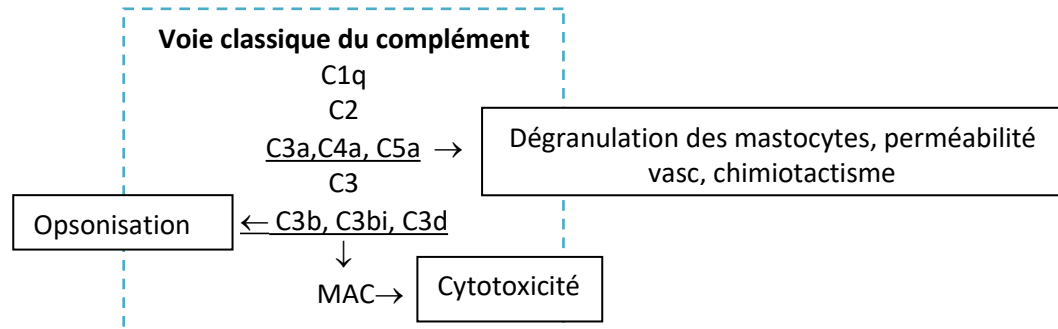 Voie classique du complément
C1q
C2
C3a,C4a, C5a →
Dégranulation des mastocytes, perméabilité
vasc, chimiotactisme
C3
Opsonisation
← C3b, C3bi, C3d
↓
MAC→
Cytotoxicité